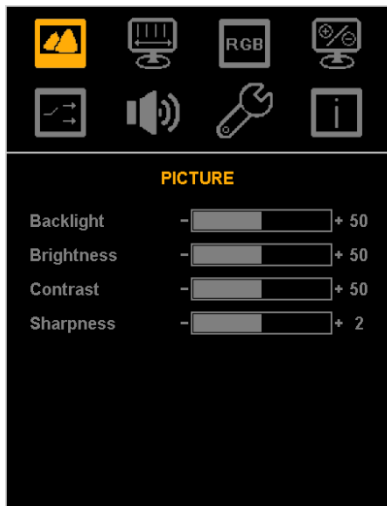 RGB
i
PICTURE
Backlight - + 50
Brightness - + 50
Contrast - + 50
Sharpness - + 2